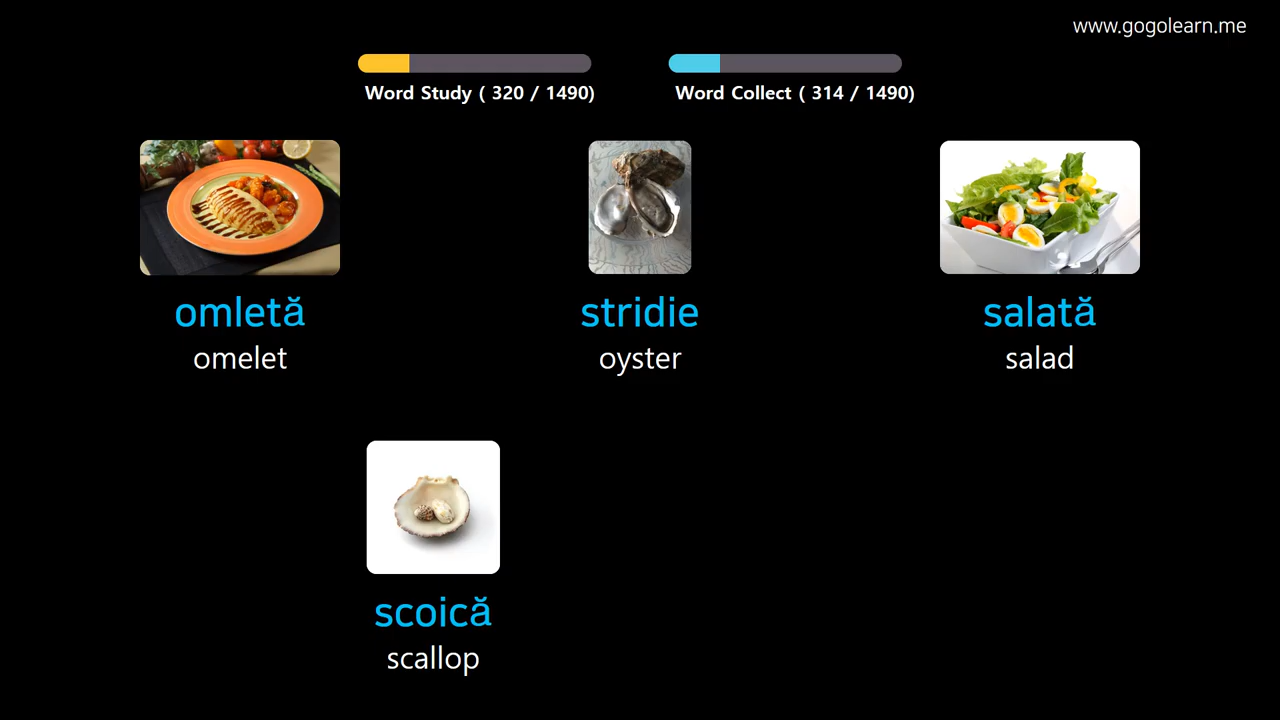 www.gogolearn.me
Word Study ( 320 / 1490)
Word Collect ( 314 / 1490)
omletă
omelet
stridie
oyster
salată
salad
scoică
scallop